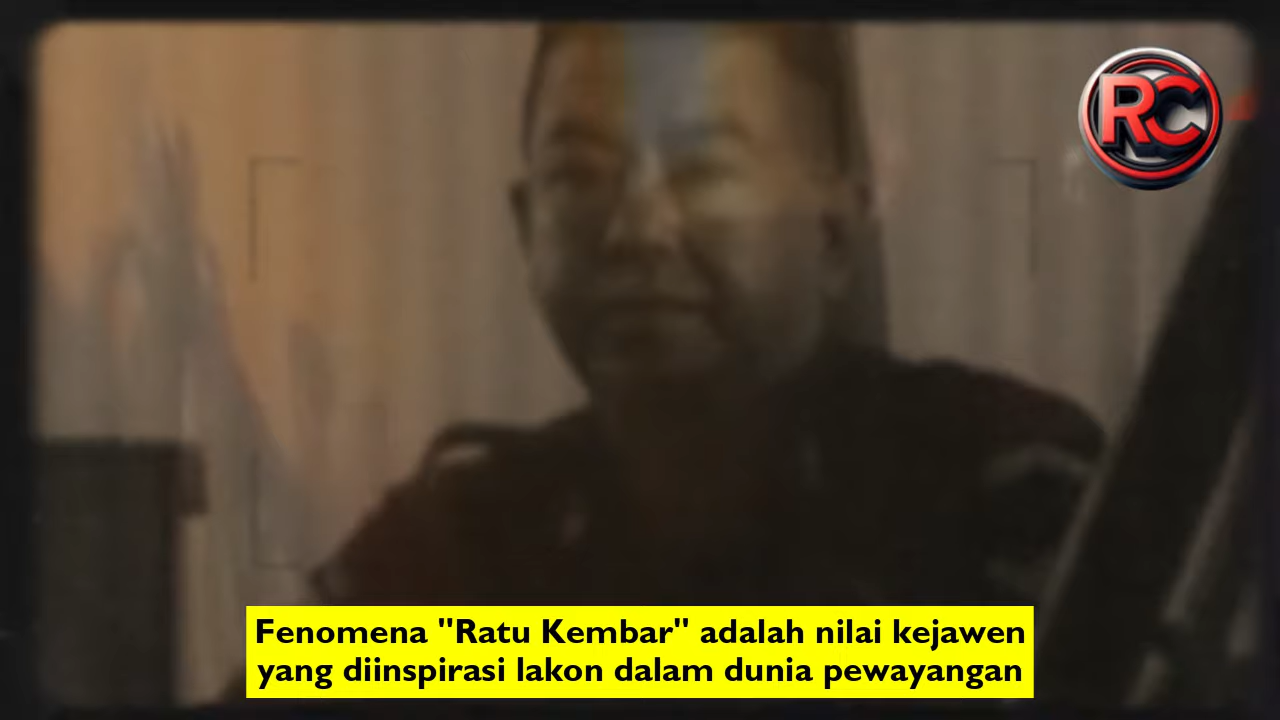 RC
Fenomena "Ratu Kembar" adalah nilai kejawen
yang diinspirasi lakon dalam dunia pewayangan